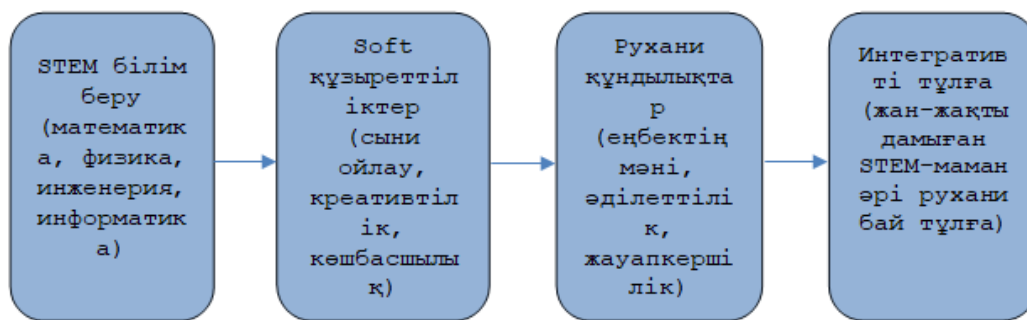 STEM білім
беру
(математик
а, физика,
инженерия,
информатик
а)
Soft
құзыреттіл
іктер
(сыни
ойлау,
креативтіл
ік,
көшбасшылы
қ)
Рухани
құндылықта
р
(еңбектің
мәні,
әділеттілі
к,
жауапкерші
лік)
Интегратив
ті тұлға
(жан-жақты
дамыған
STEM-маман
әрі рухани
бай тұлға)